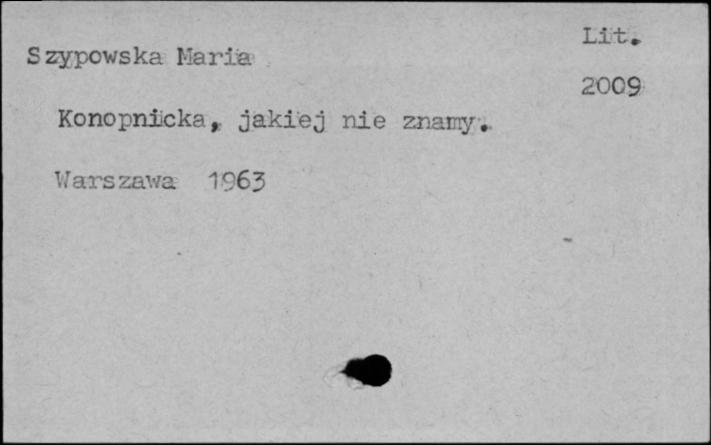 Lit.
Szypowska Maria
2009
Konopnicka, jakiej nie znamy.
Warszawa 1963